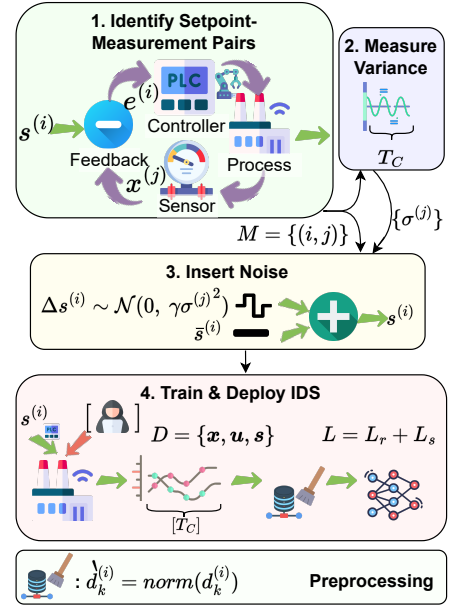 1. Identify Setpoint-
Measurement Pairs
2. Measure
Variance
e^{(i)}
PLC
s^{(i)}
Controller
Feedback
Process
x^{(j)}
Sensor
T_C
M = {(i, j)}
{σ^{(j)}}
3. Insert Noise
Δs^{(i)} ∼ N(0, γσ^{(j)^2})
s̄^{(i)}
s^{(i)}
4. Train & Deploy IDS
s^{(i)}
PLC
[ ]
D = {x, u, s}
L = L_r + L_s
[T_C]
: d̀_k^{(i)} = norm(d_k^{(i)})
Preprocessing